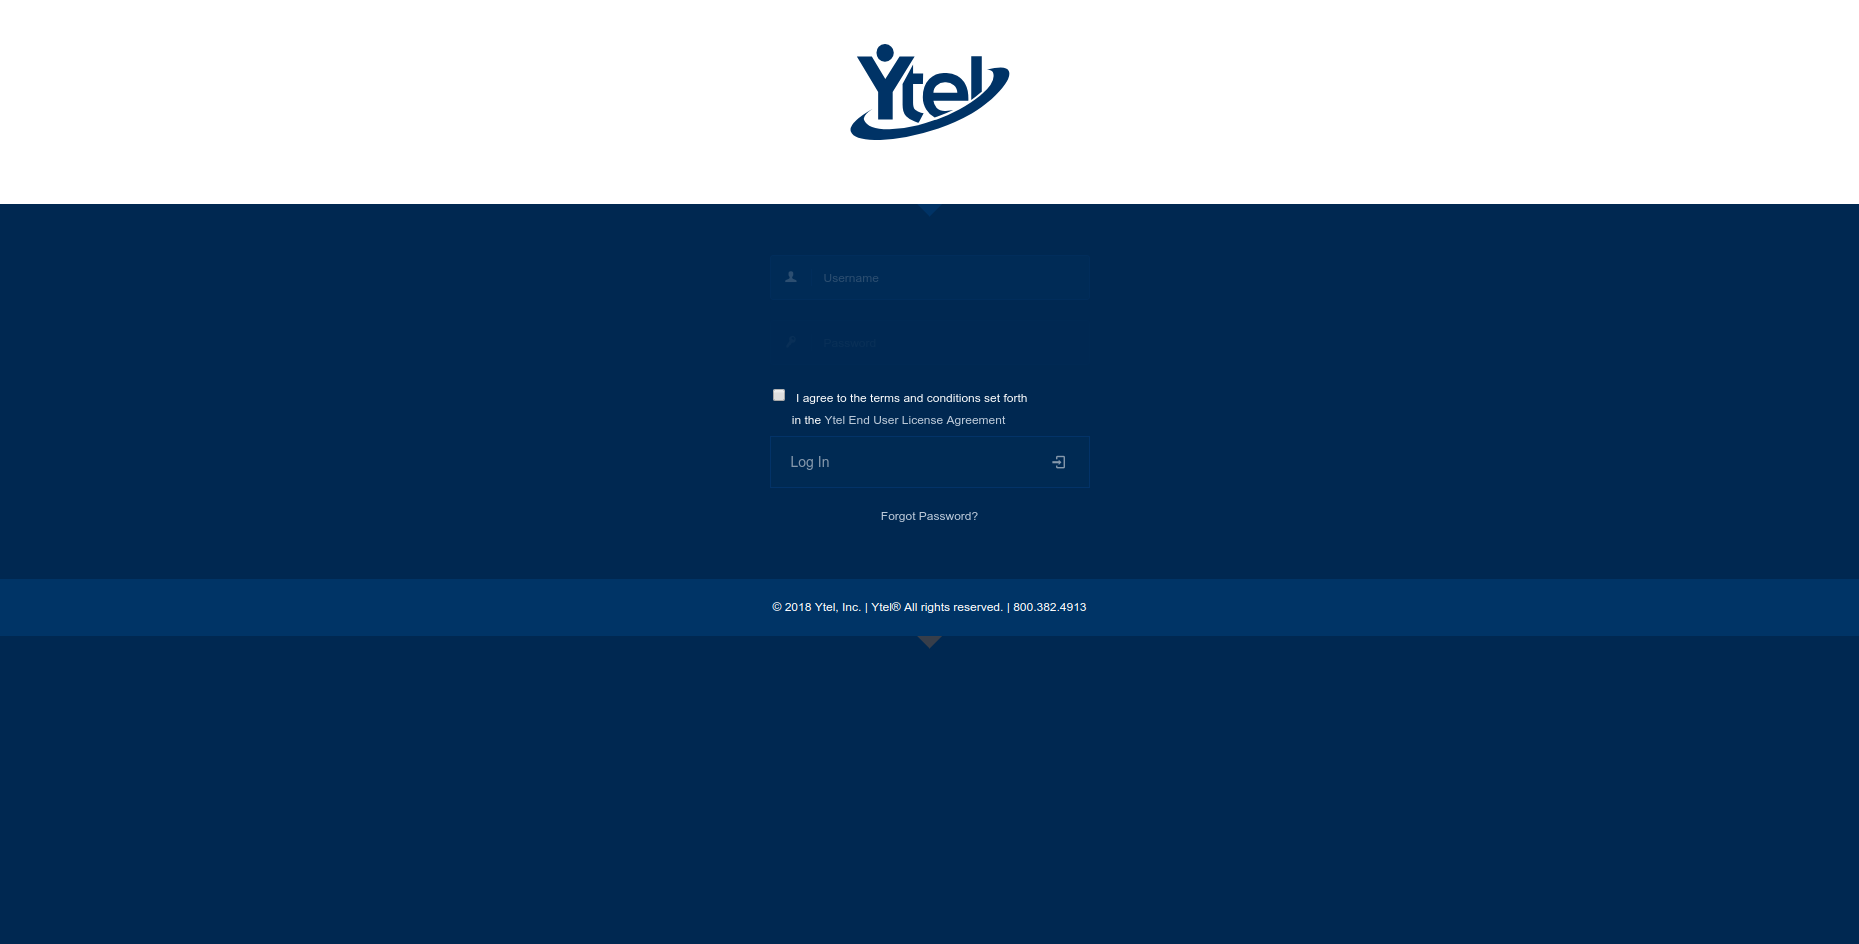 Ytel
Username
Password
I agree to the terms and conditions set forth
in the Ytel End User License Agreement
Log In
Forgot Password?
© 2018 Ytel, Inc. | Ytel® All rights reserved. | 800.382.4913